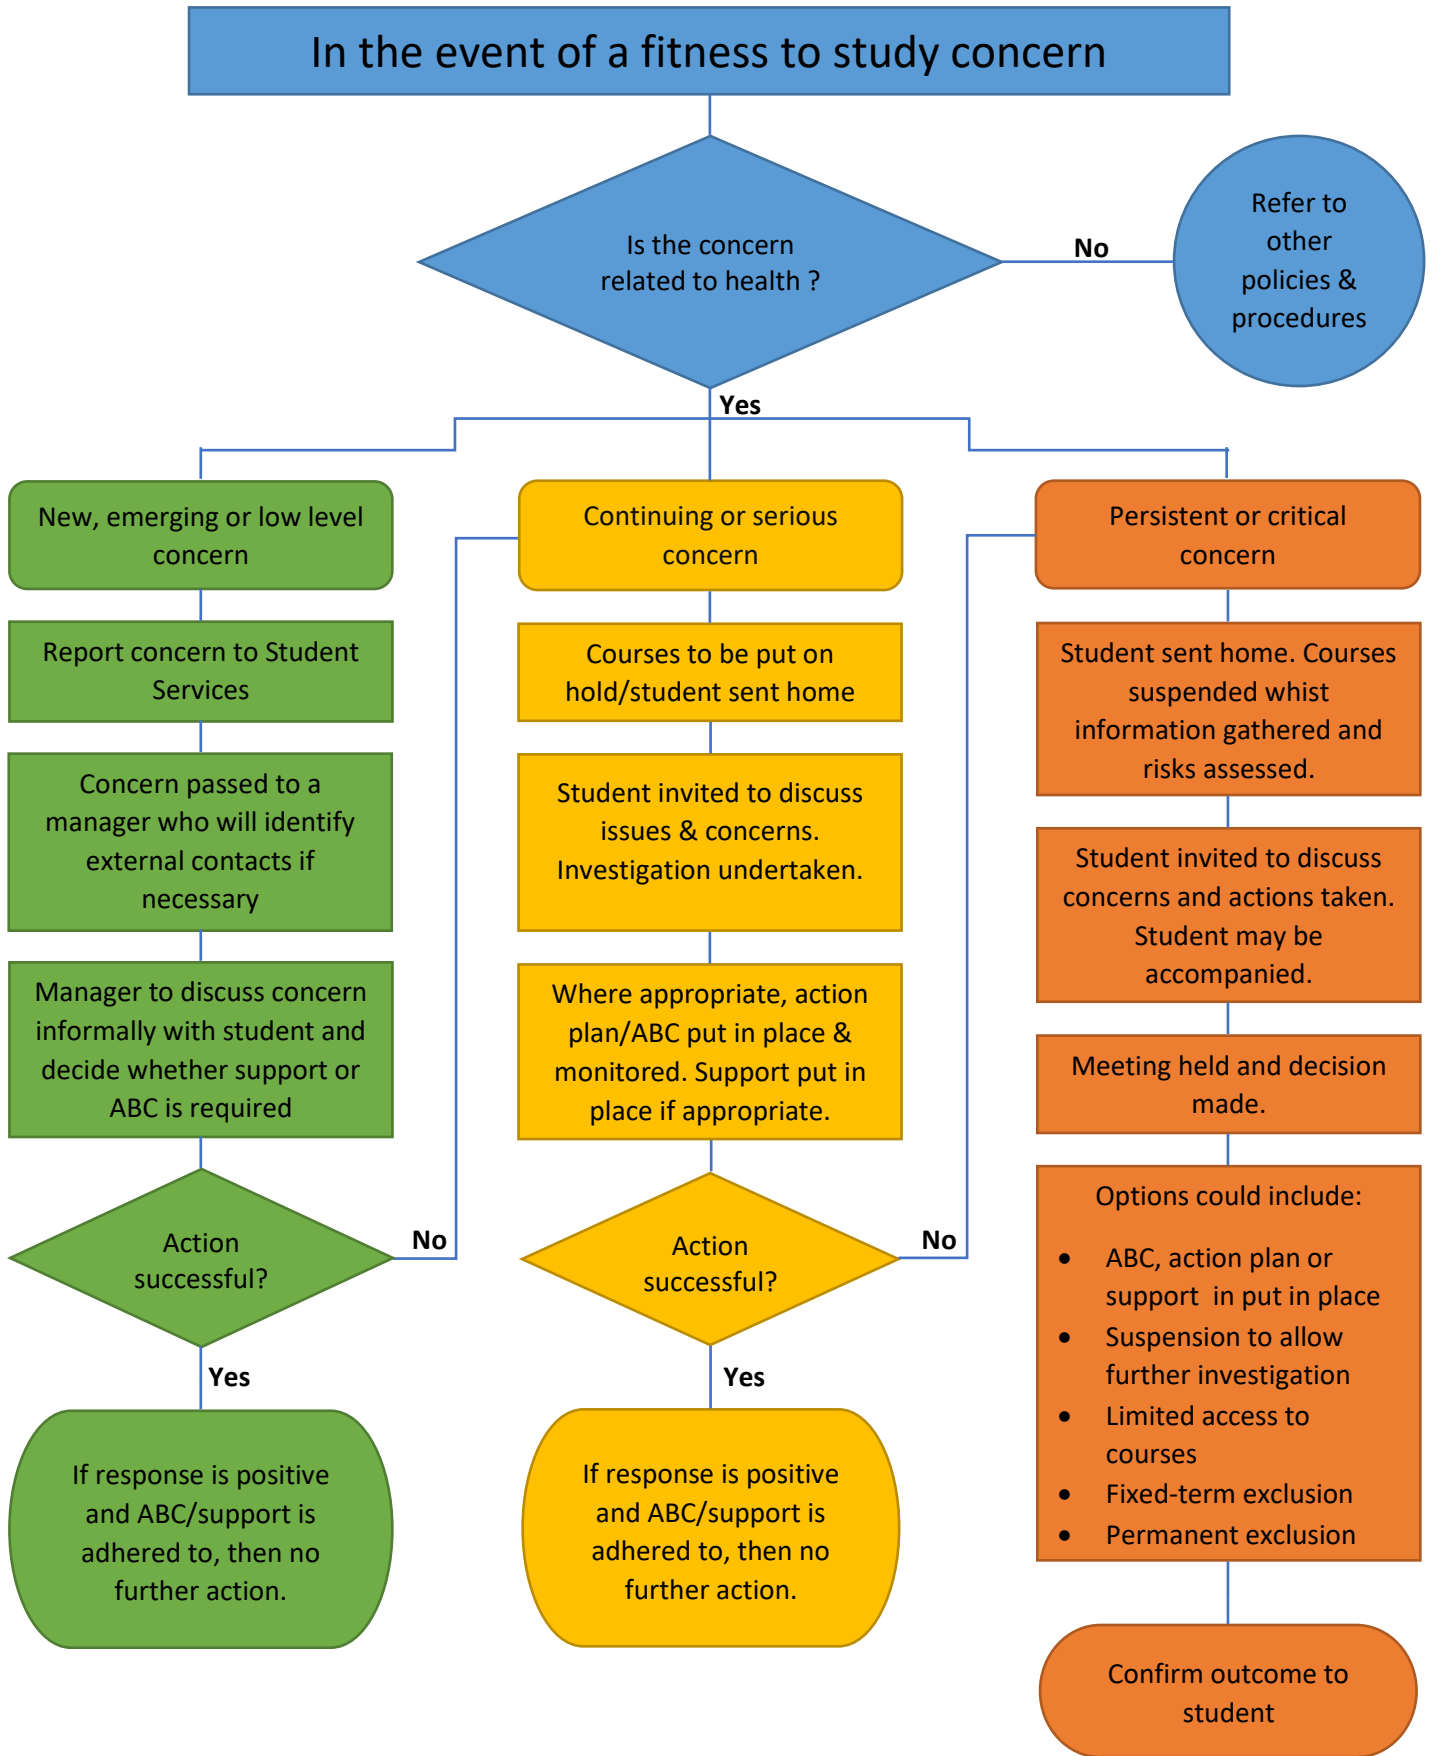 In the event of a fitness to study concern
Is the concern
related to health ?
No
Refer to
other
policies &
procedures
Yes
New, emerging or low level
concern
Report concern to Student
Services
Concern passed to a
manager who will identify
external contacts if
necessary
Manager to discuss concern
informally with student and
decide whether support or
ABC is required
Action
successful?
No
Yes
If response is positive
and ABC/support is
adhered to, then no
further action.
Continuing or serious
concern
Courses to be put on
hold/student sent home
Student invited to discuss
issues & concerns.
Investigation undertaken.
Where appropriate, action
plan/ABC put in place &
monitored. Support put in
place if appropriate.
Action
successful?
No
Yes
If response is positive
and ABC/support is
adhered to, then no
further action.
Persistent or critical
concern
Student sent home. Courses
suspended whist
information gathered and
risks assessed.
Student invited to discuss
concerns and actions taken.
Student may be
accompanied.
Meeting held and decision
made.
Options could include:
• ABC, action plan or
support in put in place
• Suspension to allow
further investigation
• Limited access to
courses
• Fixed-term exclusion
• Permanent exclusion
Confirm outcome to
student